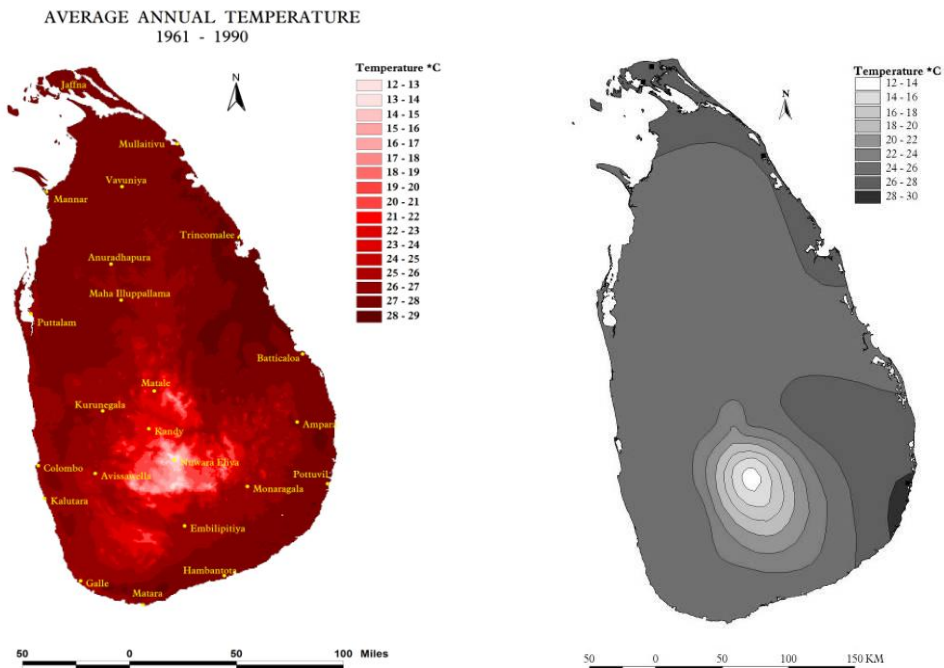 AVERAGE ANNUAL TEMPERATURE
1961 - 1990
Temperature *C
12 - 13
13 - 14
14 - 15
15 - 16
16 - 17
17 - 18
18 - 19
19 - 20
20 - 21
21 - 22
22 - 23
23 - 24
24 - 25
25 - 26
26 - 27
27 - 28
28 - 29
N
Jaffna
Mullaitivu
Vavuniya
Mannar
Trincomalee
Anuradhapura
Maha Illuppallama
Puttalam
Batticaloa
Matale
Kurunegala
Kandy
Ampara
Nuwara Eliya
Colombo
Avissawella
Pottuvil
Monaragala
Kalutara
Embilipitiya
Hambantota
Galle
Matara
50 0 50 100 Miles
Temperature *C
12 - 14
14 - 16
16 - 18
18 - 20
20 - 22
22 - 24
24 - 26
26 - 28
28 - 30
N
50 0 50 100 150 KM